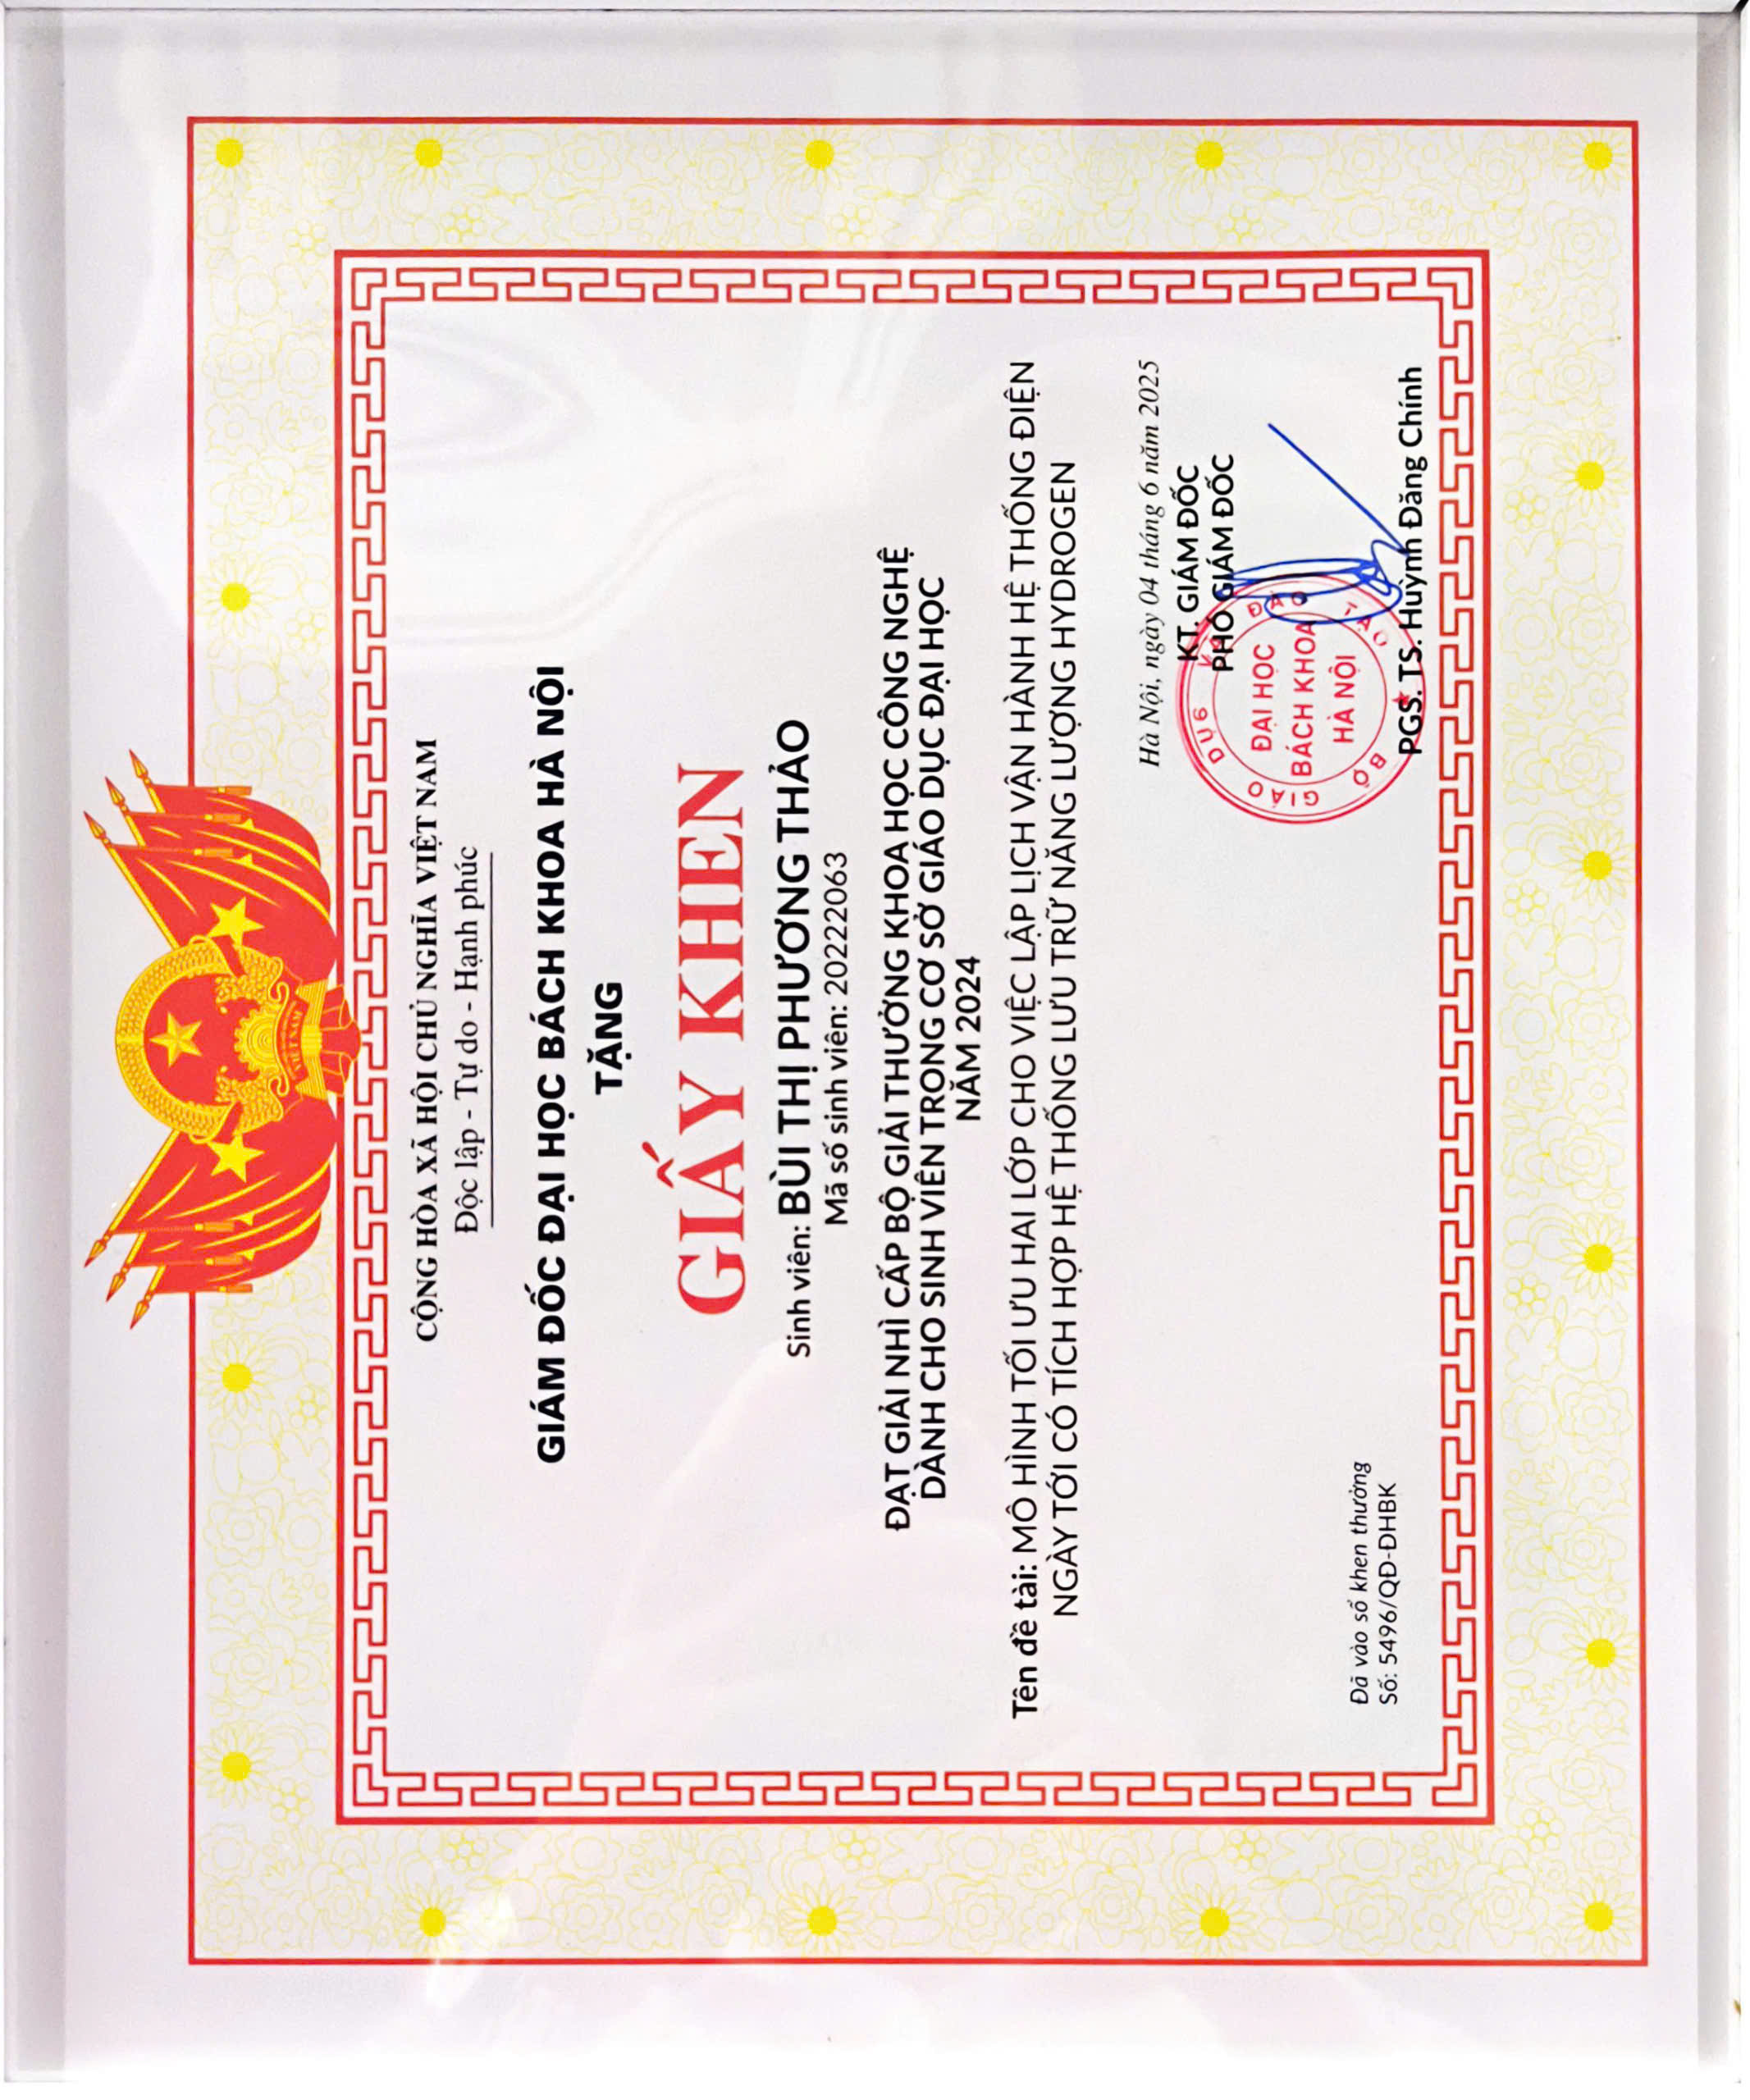 VIỆT NAM
CỘNG HÒA XÃ HỘI CHỦ NGHĨA VIỆT NAM
Độc lập - Tự do - Hạnh phúc
GIÁM ĐỐC ĐẠI HỌC BÁCH KHOA HÀ NỘI
TẶNG
GIẤY KHEN
Sinh viên: BÙI THỊ PHƯƠNG THẢO
Mã số sinh viên: 20222063
ĐẠT GIẢI NHÌ CẤP BỘ GIẢI THƯỞNG KHOA HỌC CÔNG NGHỆ
DÀNH CHO SINH VIÊN TRONG CƠ SỞ GIÁO DỤC ĐẠI HỌC
NĂM 2024
Tên đề tài: MÔ HÌNH TỐI ƯU HAI LỚP CHO VIỆC LẬP LỊCH VẬN HÀNH HỆ THỐNG ĐIỆN
NGÀY TỚI CÓ TÍCH HỢP HỆ THỐNG LƯU TRỮ NĂNG LƯỢNG HYDROGEN
Hà Nội, ngày 04 tháng 6 năm 2025
KT. GIÁM ĐỐC
PHÓ GIÁM ĐỐC
BỘ GIÁO DỤC VÀ ĐÀO TẠO
ĐẠI HỌC
BÁCH KHOA
HÀ NỘI
PGS. TS. Huỳnh Đăng Chính
Đã vào sổ khen thưởng
Số: 5496/QĐ-ĐHBK